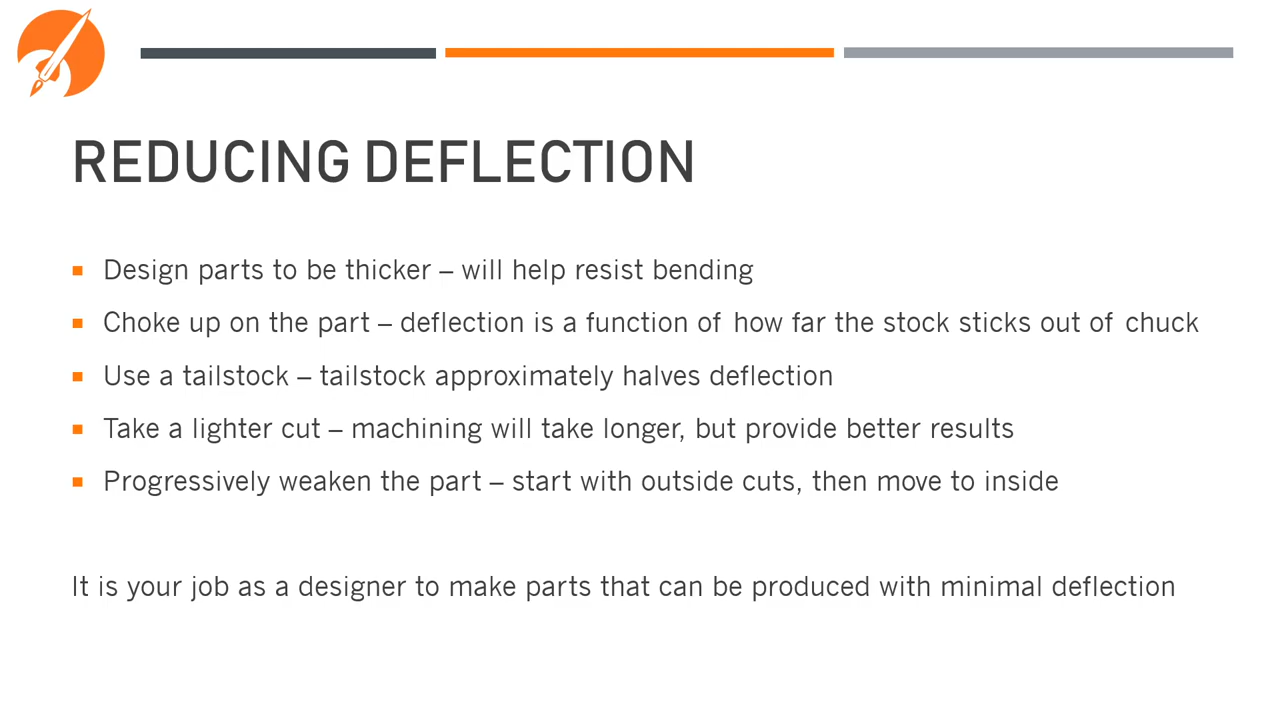 REDUCING DEFLECTION
▪ Design parts to be thicker – will help resist bending
▪ Choke up on the part – deflection is a function of how far the stock sticks out of chuck
▪ Use a tailstock – tailstock approximately halves deflection
▪ Take a lighter cut – machining will take longer, but provide better results
▪ Progressively weaken the part – start with outside cuts, then move to inside
It is your job as a designer to make parts that can be produced with minimal deflection